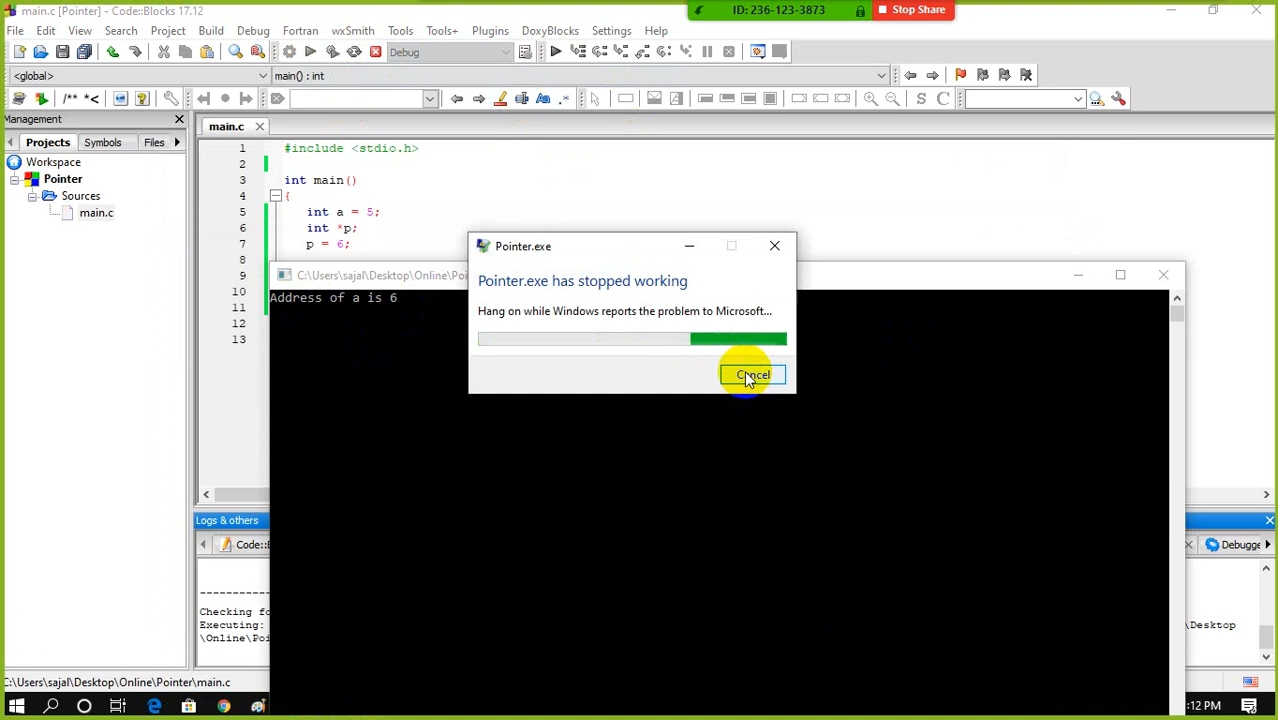 main.c [Pointer] - Code::Blocks 17.12
ID: 236-123-3873
Stop Share
File Edit View Search Project Build Debug Fortran wxSmith Tools Tools+ Plugins DoxyBlocks Settings Help
Debug
<global>
main() : int
/** *<
.*
S C
Management
main.c
Projects Symbols Files
Workspace
Pointer
Sources
main.c
1 #include <stdio.h>
2
3 int main()
4 {
5 int a = 5;
6 int *p;
7 p = 6;
8
9
10
11
12
13
Pointer.exe
Pointer.exe has stopped working
Hang on while Windows reports the problem to Microsoft...
Cancel
C:\Users\sajal\Desktop\Online\Po
Address of a is 6
Logs & others
Code::
Debugge
------------
Checking fo
Executing:
\Desktop
\Online\Poi
C:\Users\sajal\Desktop\Online\Pointer\main.c
:12 PM